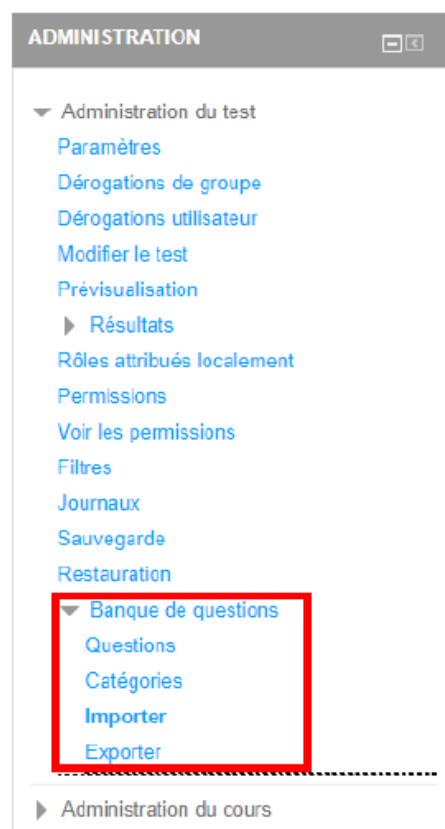 ADMINISTRATION
Administration du test
Paramètres
Dérogations de groupe
Dérogations utilisateur
Modifier le test
Prévisualisation
Résultats
Rôles attribués localement
Permissions
Voir les permissions
Filtres
Journaux
Sauvegarde
Restauration
Banque de questions
Questions
Catégories
Importer
Exporter
Administration du cours